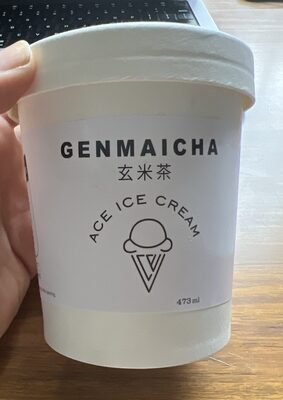 GENMAICHA
玄米茶
ACE ICE CREAM
473ml